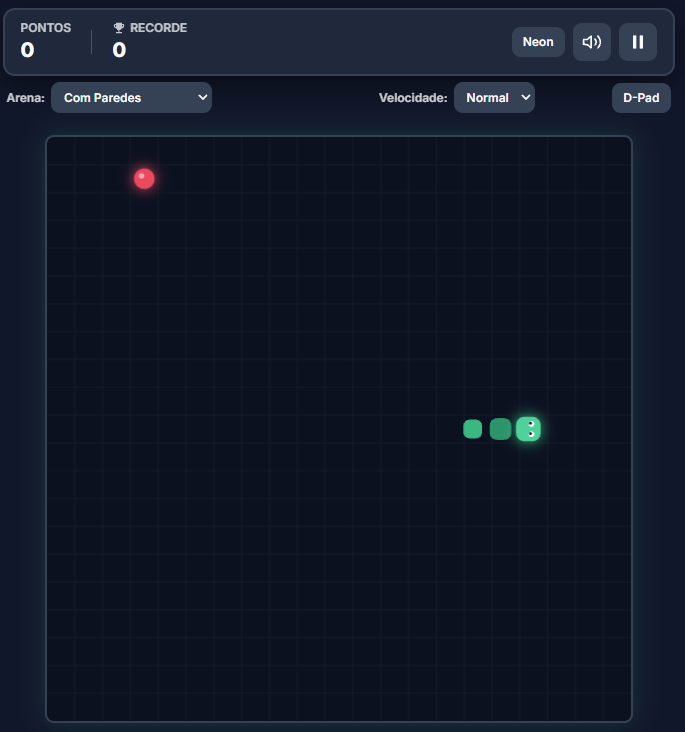 PONTOS
0
RECORDE
0
Neon
Arena:
Com Paredes
Velocidade:
Normal
D-Pad